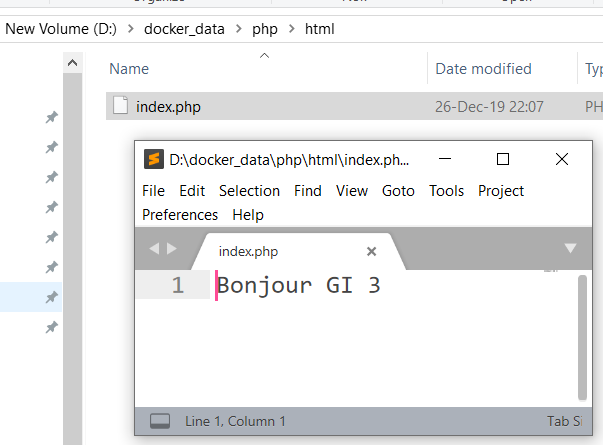 New Volume (D:) > docker_data > php > html
Name Date modified
index.php 26-Dec-19 22:07 PH
D:\docker_data\php\html\index.ph...
File Edit Selection Find View Goto Tools Project
Preferences Help
index.php
1 Bonjour GI 3
Line 1, Column 1 Tab